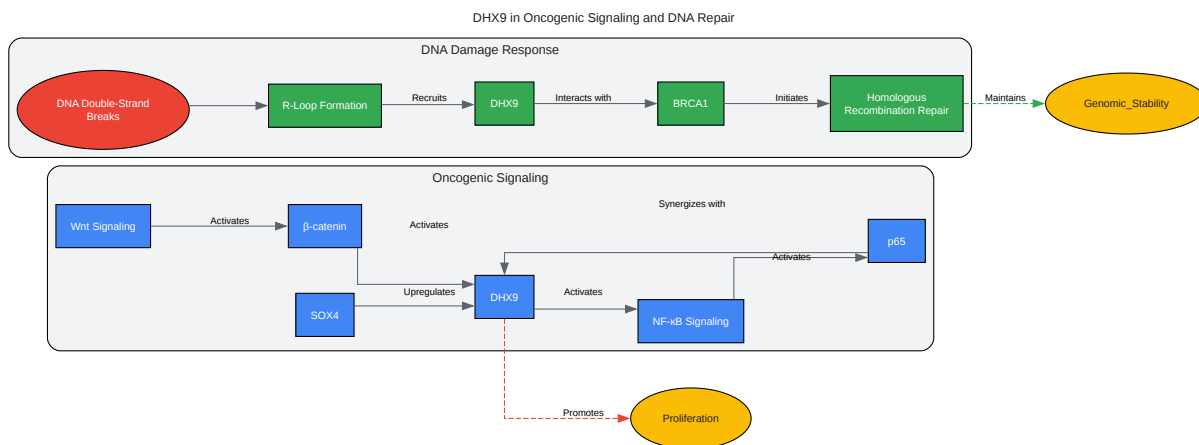 DHX9 in Oncogenic Signaling and DNA Repair
DNA Damage Response
DNA Double-Strand
Breaks
R-Loop Formation
Recruits
DHX9
Interacts with
BRCA1
Initiates
Homologous
Recombination Repair
Maintains
Genomic_Stability
Oncogenic Signaling
Wnt Signaling
Activates
β-catenin
Activates
Synergizes with
p65
Activates
SOX4
Upregulates
DHX9
Activates
NF-κB Signaling
Promotes
Proliferation